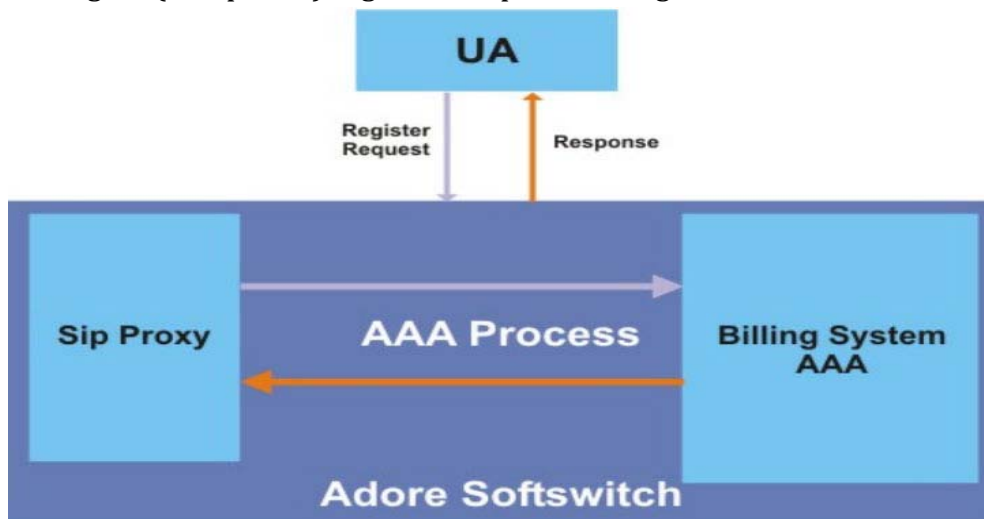 UA
Register
Request
Response
Sip Proxy
AAA Process
Billing System
AAA
Adore Softswitch